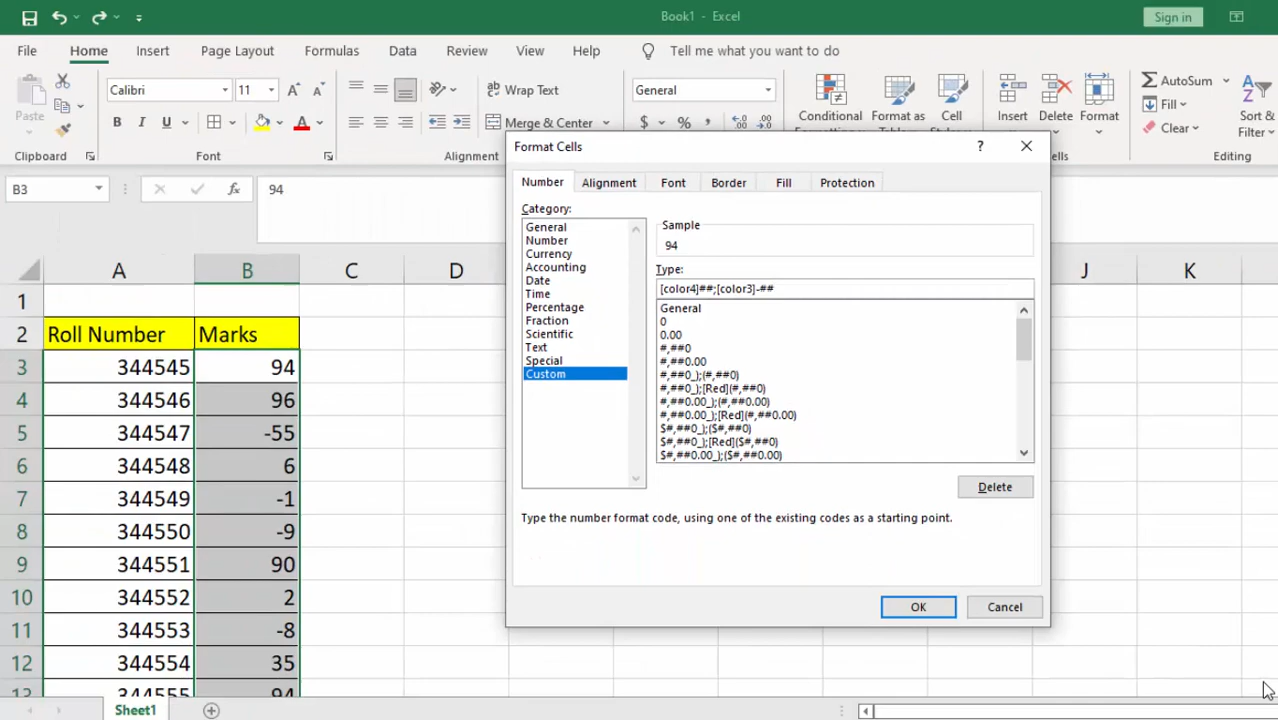 Book1 - Excel
Sign in
File Home Insert Page Layout Formulas Data Review View Help Tell me what you want to do
Calibri 11 Wrap Text General AutoSum
Paste Conditional Format as Cell Insert Delete Format Fill Sort &
B I U A Merge & Center $ % , Clear Filter
Clipboard Font Alignment Editing
B3 fx 94
Format Cells ?
Number Alignment Font Border Fill Protection
Category:
General
Number
Currency
Accounting
Date
Time
Percentage
Fraction
Scientific
Text
Special
Custom
Sample
94
Type:
[color4]##;[color3]-##
General
0
0.00
#,##0
#,##0.00
#,##0_);(#,##0)
#,##0_);[Red](#,##0)
#,##0.00_);(#,##0.00)
#,##0.00_);[Red](#,##0.00)
$#,##0_);($#,##0)
$#,##0_);[Red]($#,##0)
$#,##0.00_);($#,##0.00)
Delete
Type the number format code, using one of the existing codes as a starting point.
OK Cancel
A B C D E J K
1
2 Roll Number Marks
3 344545 94
4 344546 96
5 344547 -55
6 344548 6
7 344549 -1
8 344550 -9
9 344551 90
10 344552 2
11 344553 -8
12 344554 35
13 344555 94
Sheet1